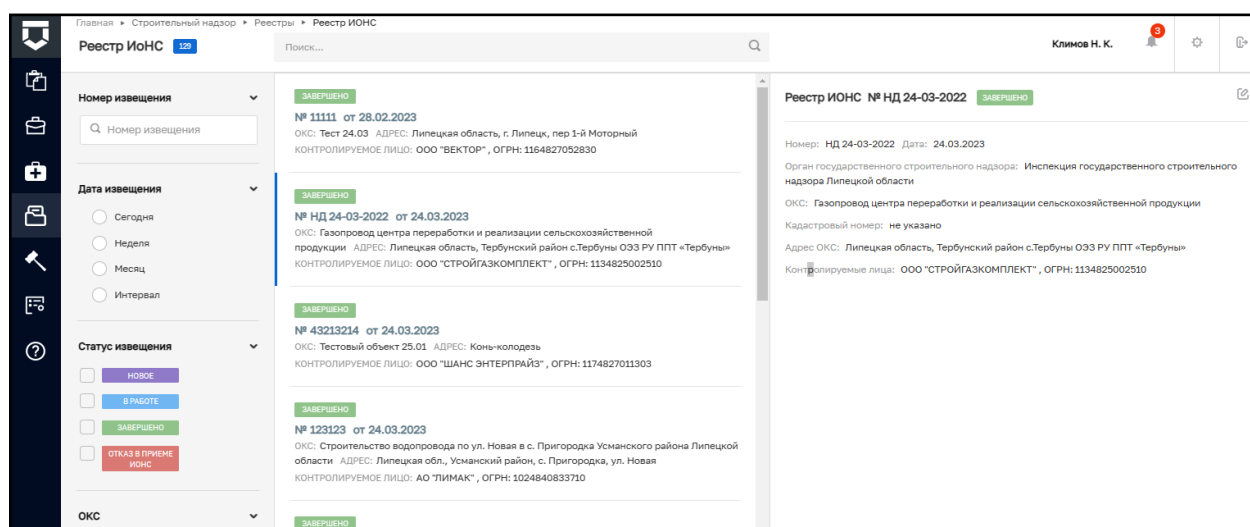 Главная ▸ Строительный надзор ▸ Реестры ▸ Реестр ИОНС
Реестр ИоНС 129
Поиск...
Климов Н. К.
3
Номер извещения
Номер извещения
Дата извещения
Сегодня
Неделя
Месяц
Интервал
Статус извещения
НОВОЕ
В РАБОТЕ
ЗАВЕРШЕНО
ОТКАЗ В ПРИЕМЕ
ИОНС
ОКС
ЗАВЕРШЕНО
№ 11111 от 28.02.2023
ОКС: Тест 24.03 АДРЕС: Липецкая область, г. Липецк, пер 1-й Моторный
КОНТРОЛИРУЕМОЕ ЛИЦО: ООО "ВЕКТОР" , ОГРН: 1164827052830
ЗАВЕРШЕНО
№ НД 24-03-2022 от 24.03.2023
ОКС: Газопровод центра переработки и реализации сельскохозяйственной
продукции АДРЕС: Липецкая область, Тербунский район с.Тербуны ОЭЗ РУ ППТ «Тербуны»
КОНТРОЛИРУЕМОЕ ЛИЦО: ООО "СТРОЙГАЗКОМПЛЕКТ" , ОГРН: 1134825002510
ЗАВЕРШЕНО
№ 43213214 от 24.03.2023
ОКС: Тестовый объект 25.01 АДРЕС: Конь-колодезь
КОНТРОЛИРУЕМОЕ ЛИЦО: ООО "ШАНС ЭНТЕРПРАЙЗ" , ОГРН: 1174827011303
ЗАВЕРШЕНО
№ 123123 от 24.03.2023
ОКС: Строительство водопровода по ул. Новая в с. Пригородка Усманского района Липецкой
области АДРЕС: Липецкая обл., Усманский район, с. Пригородка, ул. Новая
КОНТРОЛИРУЕМОЕ ЛИЦО: АО "ЛИМАК" , ОГРН: 1024840833710
ЗАВЕРШЕНО
Реестр ИОНС № НД 24-03-2022 ЗАВЕРШЕНО
Номер: НД 24-03-2022 Дата: 24.03.2023
Орган государственного строительного надзора: Инспекция государственного строительного
надзора Липецкой области
ОКС: Газопровод центра переработки и реализации сельскохозяйственной продукции
Кадастровый номер: не указано
Адрес ОКС: Липецкая область, Тербунский район с.Тербуны ОЭЗ РУ ППТ «Тербуны»
Контролируемые лица: ООО "СТРОЙГАЗКОМПЛЕКТ" , ОГРН: 1134825002510